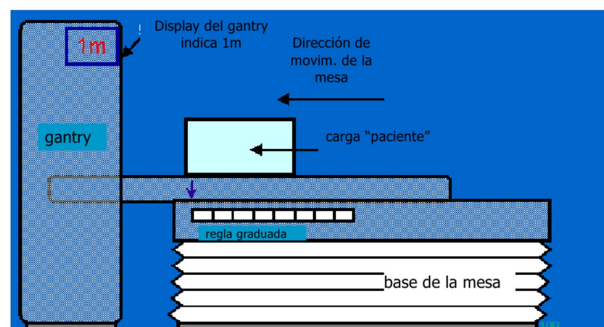 1m
Display del gantry
indica 1m
Dirección de
movim. de la
mesa
gantry
carga “paciente”
regla graduada
base de la mesa